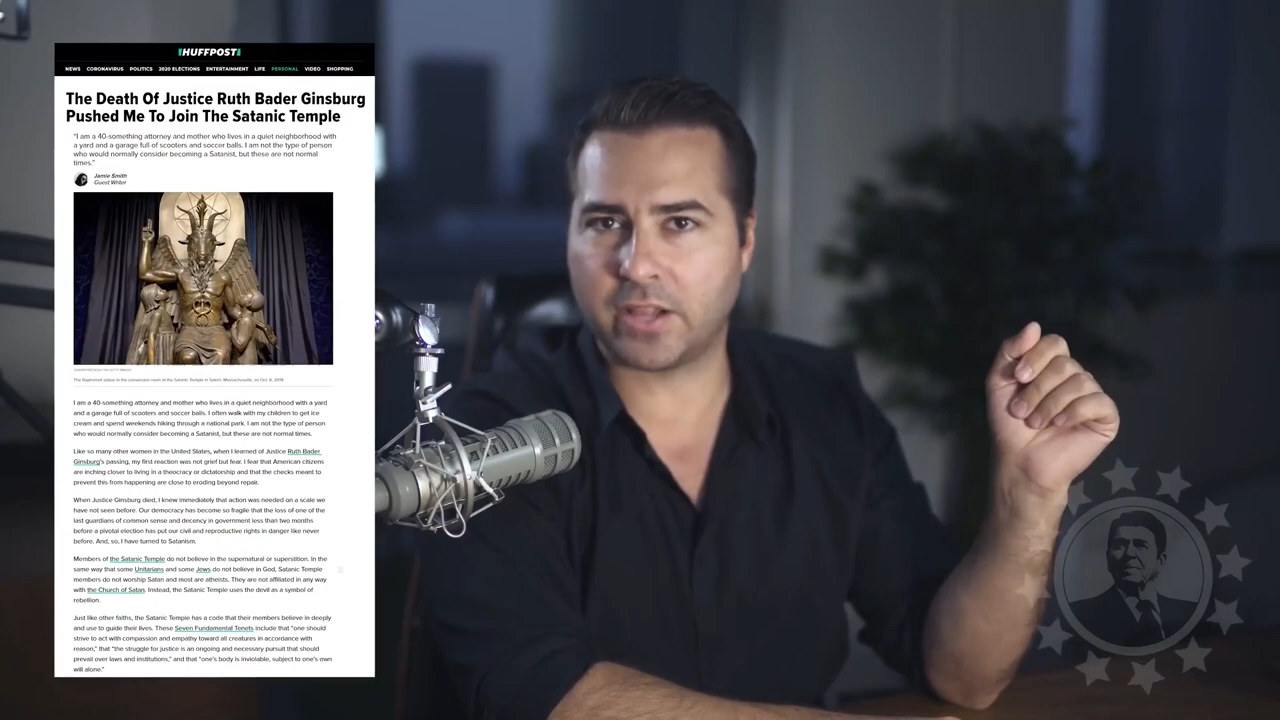 HUFFPOST
NEWS CORONAVIRUS POLITICS 2020 ELECTIONS ENTERTAINMENT LIFE PERSONAL VIDEO SHOPPING
The Death Of Justice Ruth Bader Ginsburg
Pushed Me To Join The Satanic Temple
"I am a 40-something attorney and mother who lives in a quiet neighborhood with
a yard and a garage full of scooters and soccer balls. I am not the type of person
who would normally consider becoming a Satanist, but these are not normal
times."
Jamie Smith
Guest Writer
The Baphomet statue in the conversion room at the Satanic Temple in Salem, Massachusetts, on Oct. 8, 2019.
I am a 40-something attorney and mother who lives in a quiet neighborhood with a yard
and a garage full of scooters and soccer balls. I often walk with my children to get ice
cream and spend weekends hiking through a national park. I am not the type of person
who would normally consider becoming a Satanist, but these are not normal times.
Like so many other women in the United States, when I learned of Justice Ruth Bader
Ginsburg's passing, my first reaction was not grief but fear. I fear that American citizens
are inching closer to living in a theocracy or dictatorship and that the checks meant to
prevent this from happening are close to eroding beyond repair.
When Justice Ginsburg died, I knew immediately that action was needed on a scale we
have not seen before. Our democracy has become so fragile that the loss of one of the
last guardians of common sense and decency in government less than two months
before a pivotal election has put our civil and reproductive rights in danger like never
before. And, so, I have turned to Satanism.
Members of the Satanic Temple do not believe in the supernatural or superstition. In the
same way that some Unitarians and some Jews do not believe in God, Satanic Temple
members do not worship Satan and most are atheists. They are not affiliated in any way
with the Church of Satan. Instead, the Satanic Temple uses the devil as a symbol of
rebellion.
Just like other faiths, the Satanic Temple has a code that their members believe in deeply
and use to guide their lives. These Seven Fundamental Tenets include that "one should
strive to act with compassion and empathy toward all creatures in accordance with
reason," that "the struggle for justice is an ongoing and necessary pursuit that should
prevail over laws and institutions," and that "one's body is inviolable, subject to one's own
will alone."